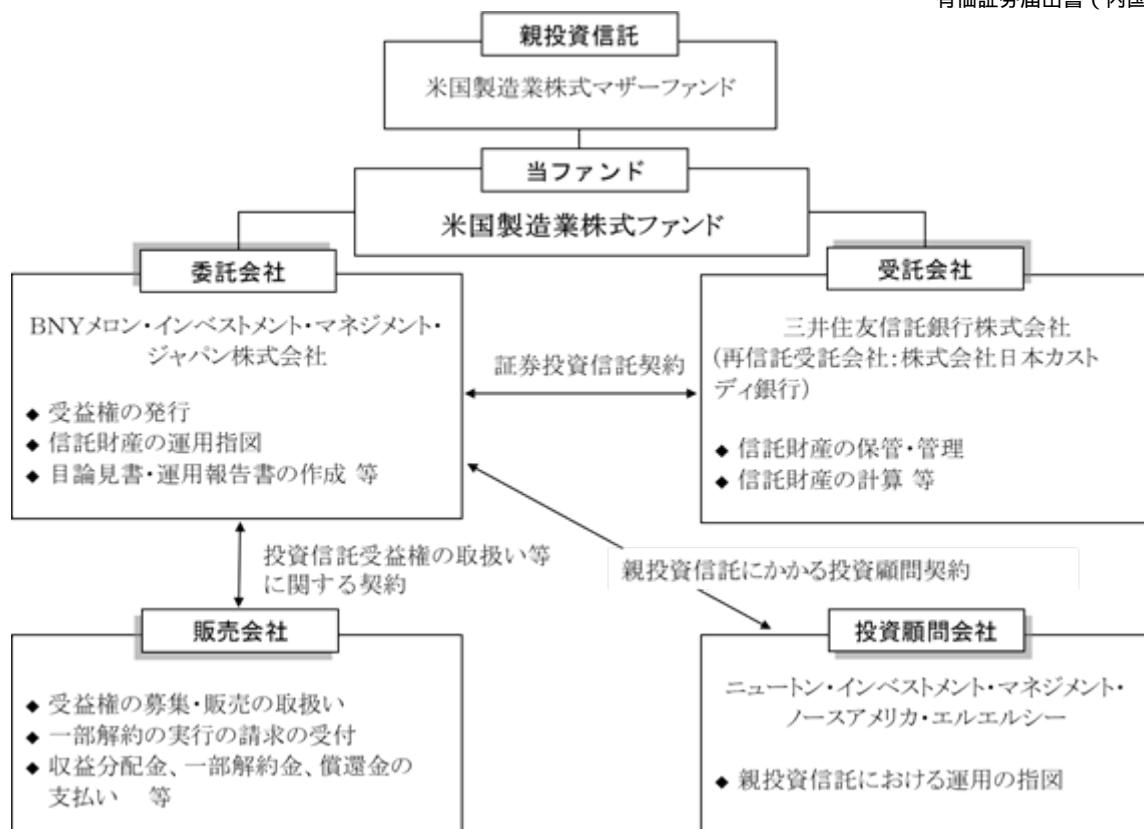 有価証券届出書(内国
親投資信託
米国製造業株式マザーファンド
当ファンド
米国製造業株式ファンド
委託会社
BNYメロン・インベストメント・マネジメント・
ジャパン株式会社
◆ 受益権の発行
◆ 信託財産の運用指図
◆ 目論見書・運用報告書の作成 等
証券投資信託契約
受託会社
三井住友信託銀行株式会社
(再信託受託会社:株式会社日本カスト
ディ銀行)
◆ 信託財産の保管・管理
◆ 信託財産の計算 等
投資信託受益権の取扱い等
に関する契約
親投資信託にかかる投資顧問契約
販売会社
◆ 受益権の募集・販売の取扱い
◆ 一部解約の実行の請求の受付
◆ 収益分配金、一部解約金、償還金の
支払い 等
投資顧問会社
ニュートン・インベストメント・マネジメント・
ノースアメリカ・エルエルシー
◆ 親投資信託における運用の指図